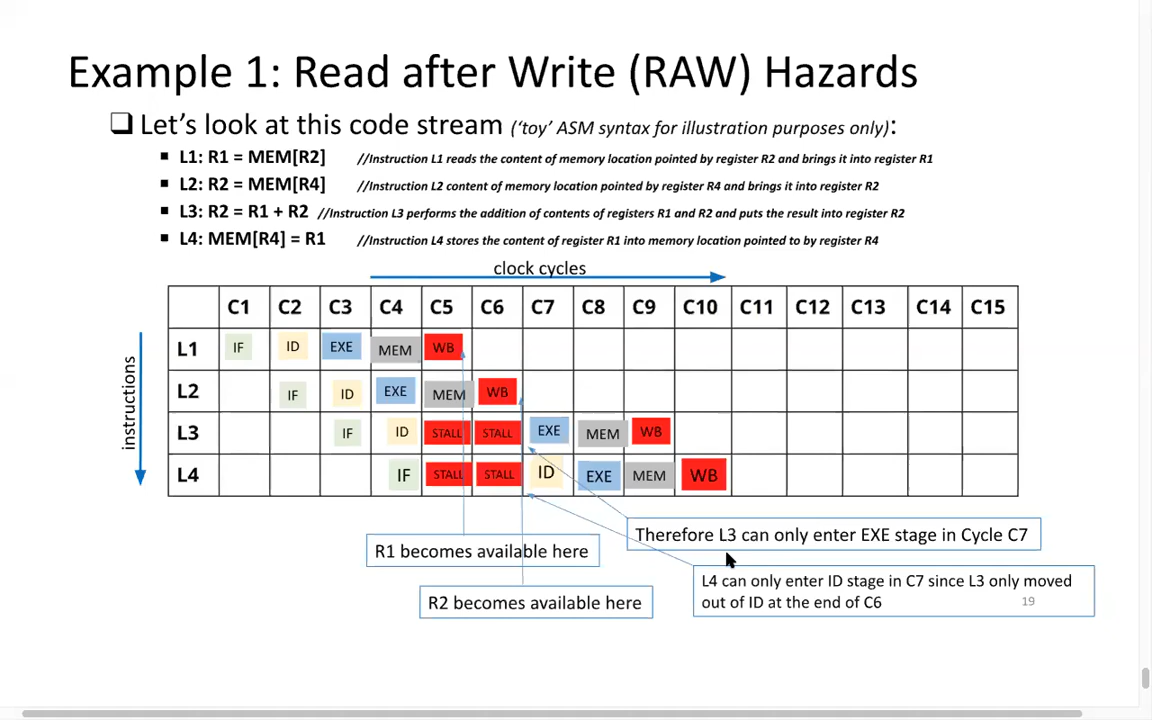 Example 1: Read after Write (RAW) Hazards
❑ Let's look at this code stream ('toy' ASM syntax for illustration purposes only):
▪ L1: R1 = MEM[R2] //Instruction L1 reads the content of memory location pointed by register R2 and brings it into register R1
▪ L2: R2 = MEM[R4] //Instruction L2 content of memory location pointed by register R4 and brings it into register R2
▪ L3: R2 = R1 + R2 //Instruction L3 performs the addition of contents of registers R1 and R2 and puts the result into register R2
▪ L4: MEM[R4] = R1 //Instruction L4 stores the content of register R1 into memory location pointed to by register R4
clock cycles
C1 C2 C3 C4 C5 C6 C7 C8 C9 C10 C11 C12 C13 C14 C15
instructions
L1 IF ID EXE MEM WB
L2 IF ID EXE MEM WB
L3 IF ID STALL STALL EXE MEM WB
L4 IF STALL STALL ID EXE MEM WB
Therefore L3 can only enter EXE stage in Cycle C7
R1 becomes available here
L4 can only enter ID stage in C7 since L3 only moved
out of ID at the end of C6
R2 becomes available here
19